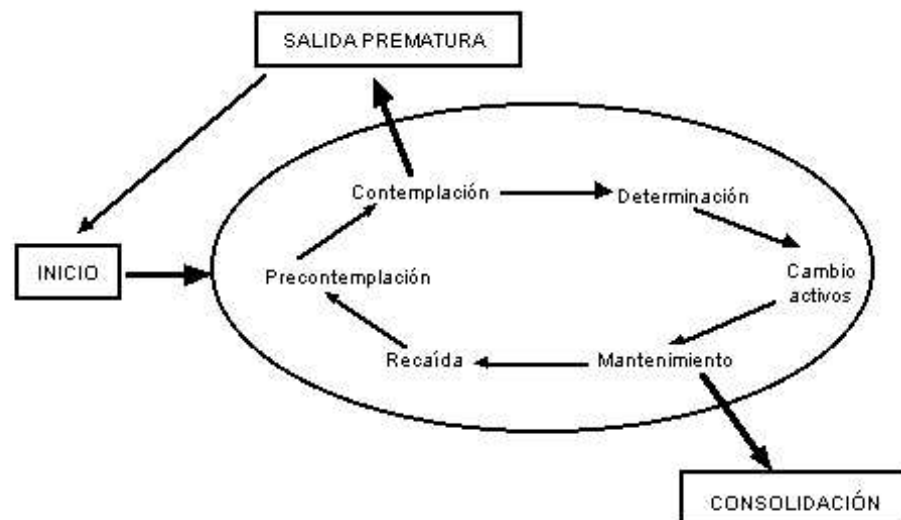 SALIDA PREMATURA
Contemplación
Determinación
INICIO
Precontemplación
Cambio
activos
Recaída
Mantenimiento
CONSOLIDACIÓN